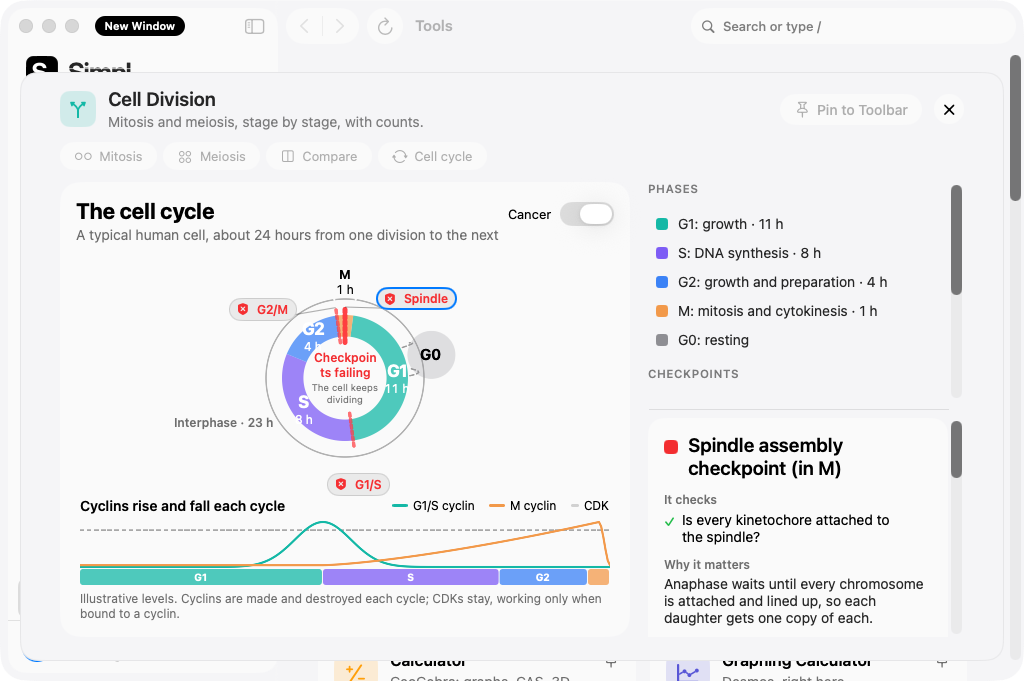 New Window
Tools
Search or type /
Cell Division
Mitosis and meiosis, stage by stage, with counts.
Pin to Toolbar
Mitosis
Meiosis
Compare
Cell cycle
The cell cycle
Cancer
A typical human cell, about 24 hours from one division to the next
M
1 h
Spindle
G2/M
G2
4 h
Checkpoin
ts failing
The cell keeps
dividing
G0
G1
11 h
S
8 h
Interphase · 23 h
G1/S
Cyclins rise and fall each cycle
G1/S cyclin
M cyclin
CDK
G1
S
G2
Illustrative levels. Cyclins are made and destroyed each cycle; CDKs stay, working only when
bound to a cyclin.
PHASES
G1: growth · 11 h
S: DNA synthesis · 8 h
G2: growth and preparation · 4 h
M: mitosis and cytokinesis · 1 h
G0: resting
CHECKPOINTS
Spindle assembly
checkpoint (in M)
It checks
Is every kinetochore attached to
the spindle?
Why it matters
Anaphase waits until every chromosome
is attached and lined up, so each
daughter gets one copy of each.
Calculator
Graphing Calculator